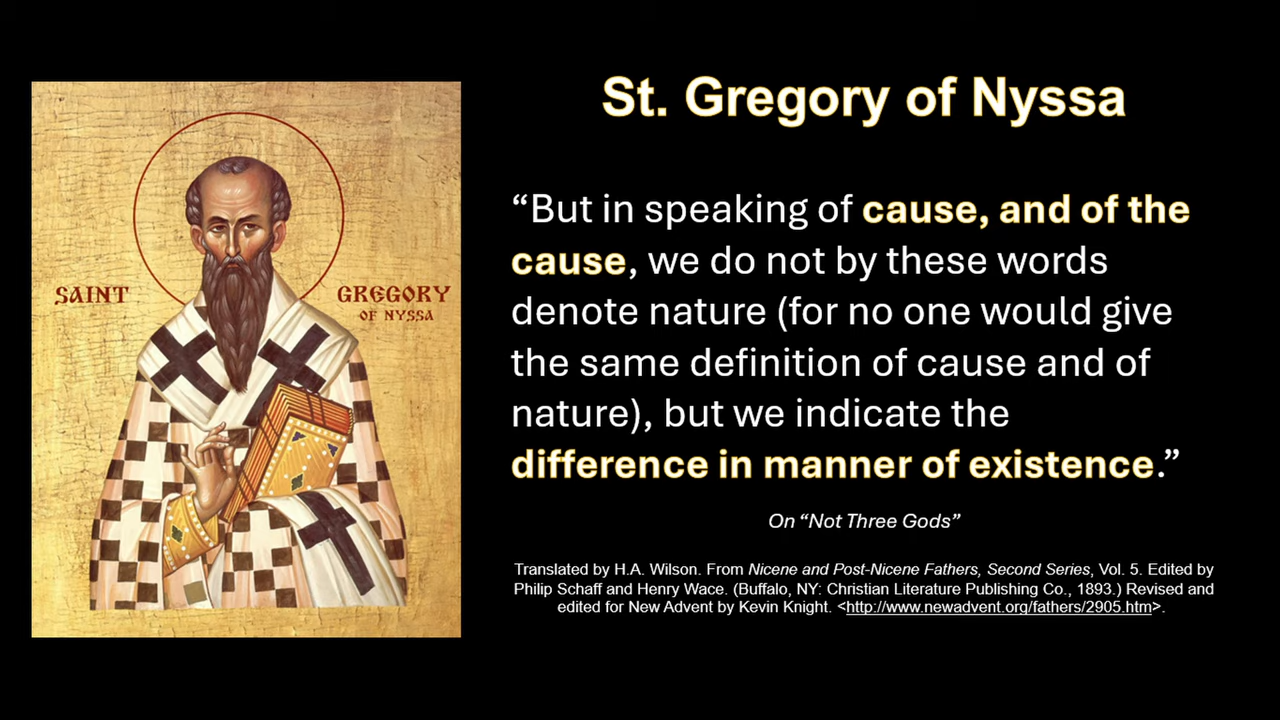 St. Gregory of Nyssa
SAINT
GREGORY
OF NYSSA
“But in speaking of cause, and of the
cause, we do not by these words
denote nature (for no one would give
the same definition of cause and of
nature), but we indicate the
difference in manner of existence.”
On “Not Three Gods”
Translated by H.A. Wilson. From Nicene and Post-Nicene Fathers, Second Series, Vol. 5. Edited by
Philip Schaff and Henry Wace. (Buffalo, NY: Christian Literature Publishing Co., 1893.) Revised and
edited for New Advent by Kevin Knight. <http://www.newadvent.org/fathers/2905.htm>.